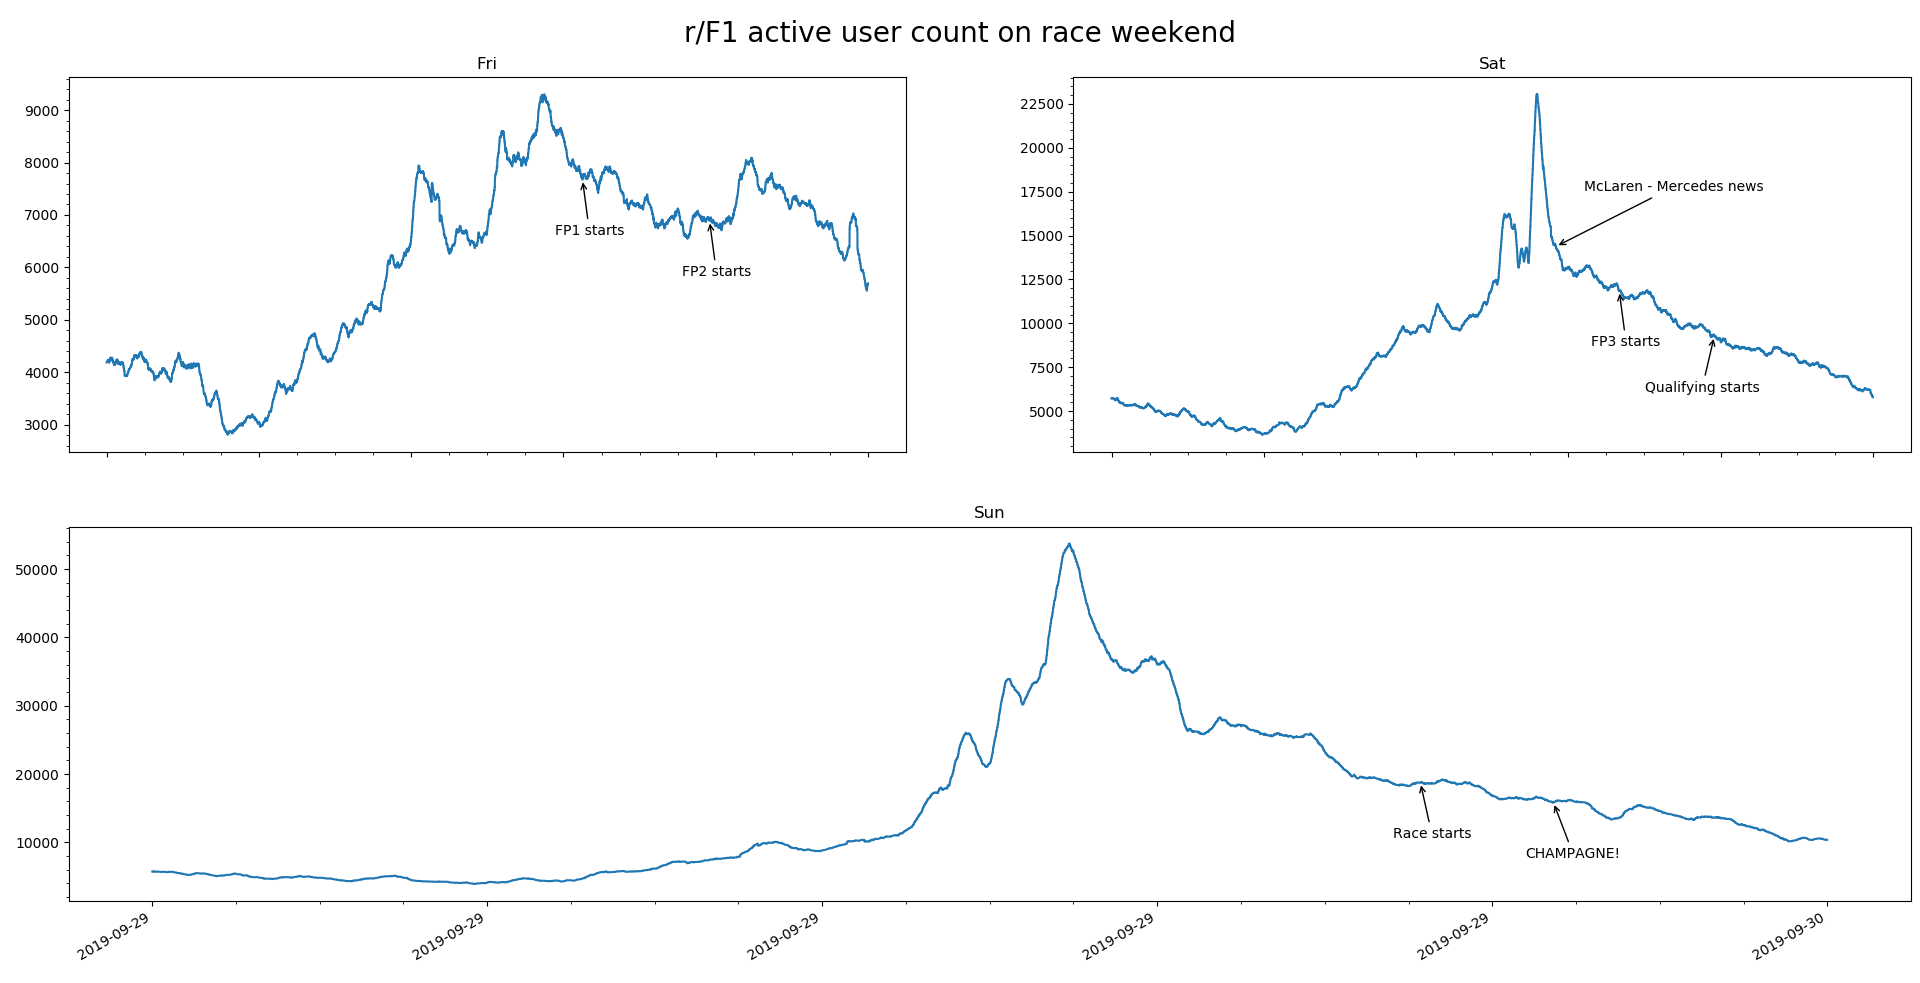 r/F1 active user count on race weekend
Fri
9000
8000
7000
6000
5000
4000
3000
FP1 starts
FP2 starts
Sat
22500
20000
17500
15000
12500
10000
7500
5000
McLaren - Mercedes news
FP3 starts
Qualifying starts
Sun
50000
40000
30000
20000
10000
Race starts
CHAMPAGNE!
2019-09-29
2019-09-29
2019-09-29
2019-09-29
2019-09-29
2019-09-30